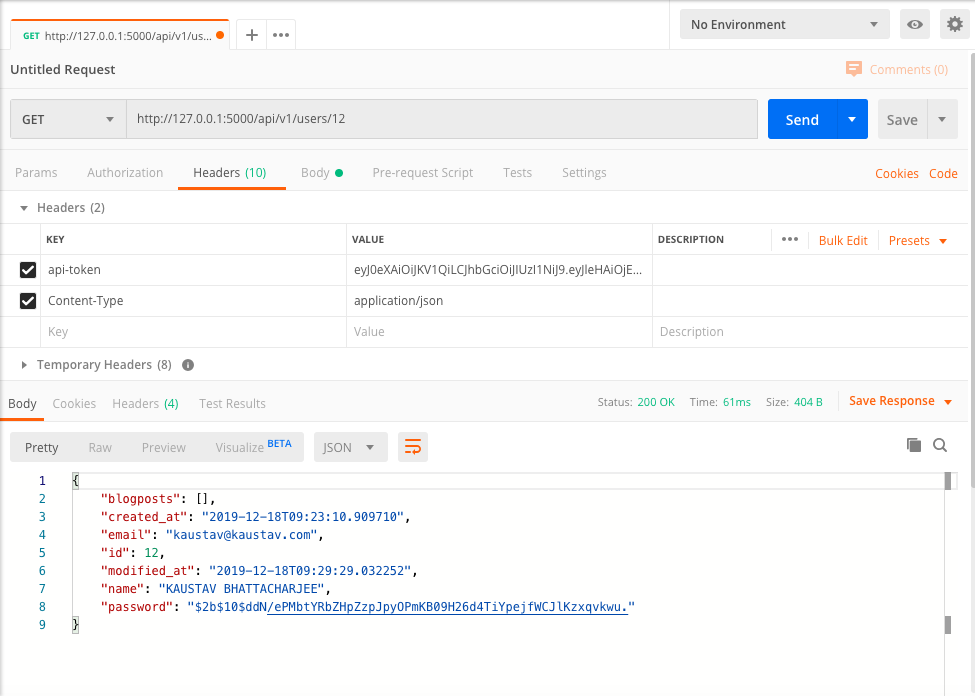 GET http://127.0.0.1:5000/api/v1/us...
No Environment
Untitled Request
Comments (0)
GET http://127.0.0.1:5000/api/v1/users/12 Send Save
Params Authorization Headers (10) Body Pre-request Script Tests Settings Cookies Code
Headers (2)
KEY VALUE DESCRIPTION Bulk Edit Presets
api-token eyJ0eXAiOiJKV1QiLCJhbGciOiJIUzI1NiJ9.eyJleHAiOjE...
Content-Type application/json
Key Value Description
Temporary Headers (8)
Body Cookies Headers (4) Test Results Status: 200 OK Time: 61ms Size: 404 B Save Response
Pretty Raw Preview Visualize BETA JSON
1 {
2 "blogposts": [],
3 "created_at": "2019-12-18T09:23:10.909710",
4 "email": "kaustav@kaustav.com",
5 "id": 12,
6 "modified_at": "2019-12-18T09:29:29.032252",
7 "name": "KAUSTAV BHATTACHARJEE",
8 "password": "$2b$10$ddN/ePMbtYRbZHpZzpJpyOPmKB09H26d4TiYpejfWCJlKzxqvkwu."
9 }